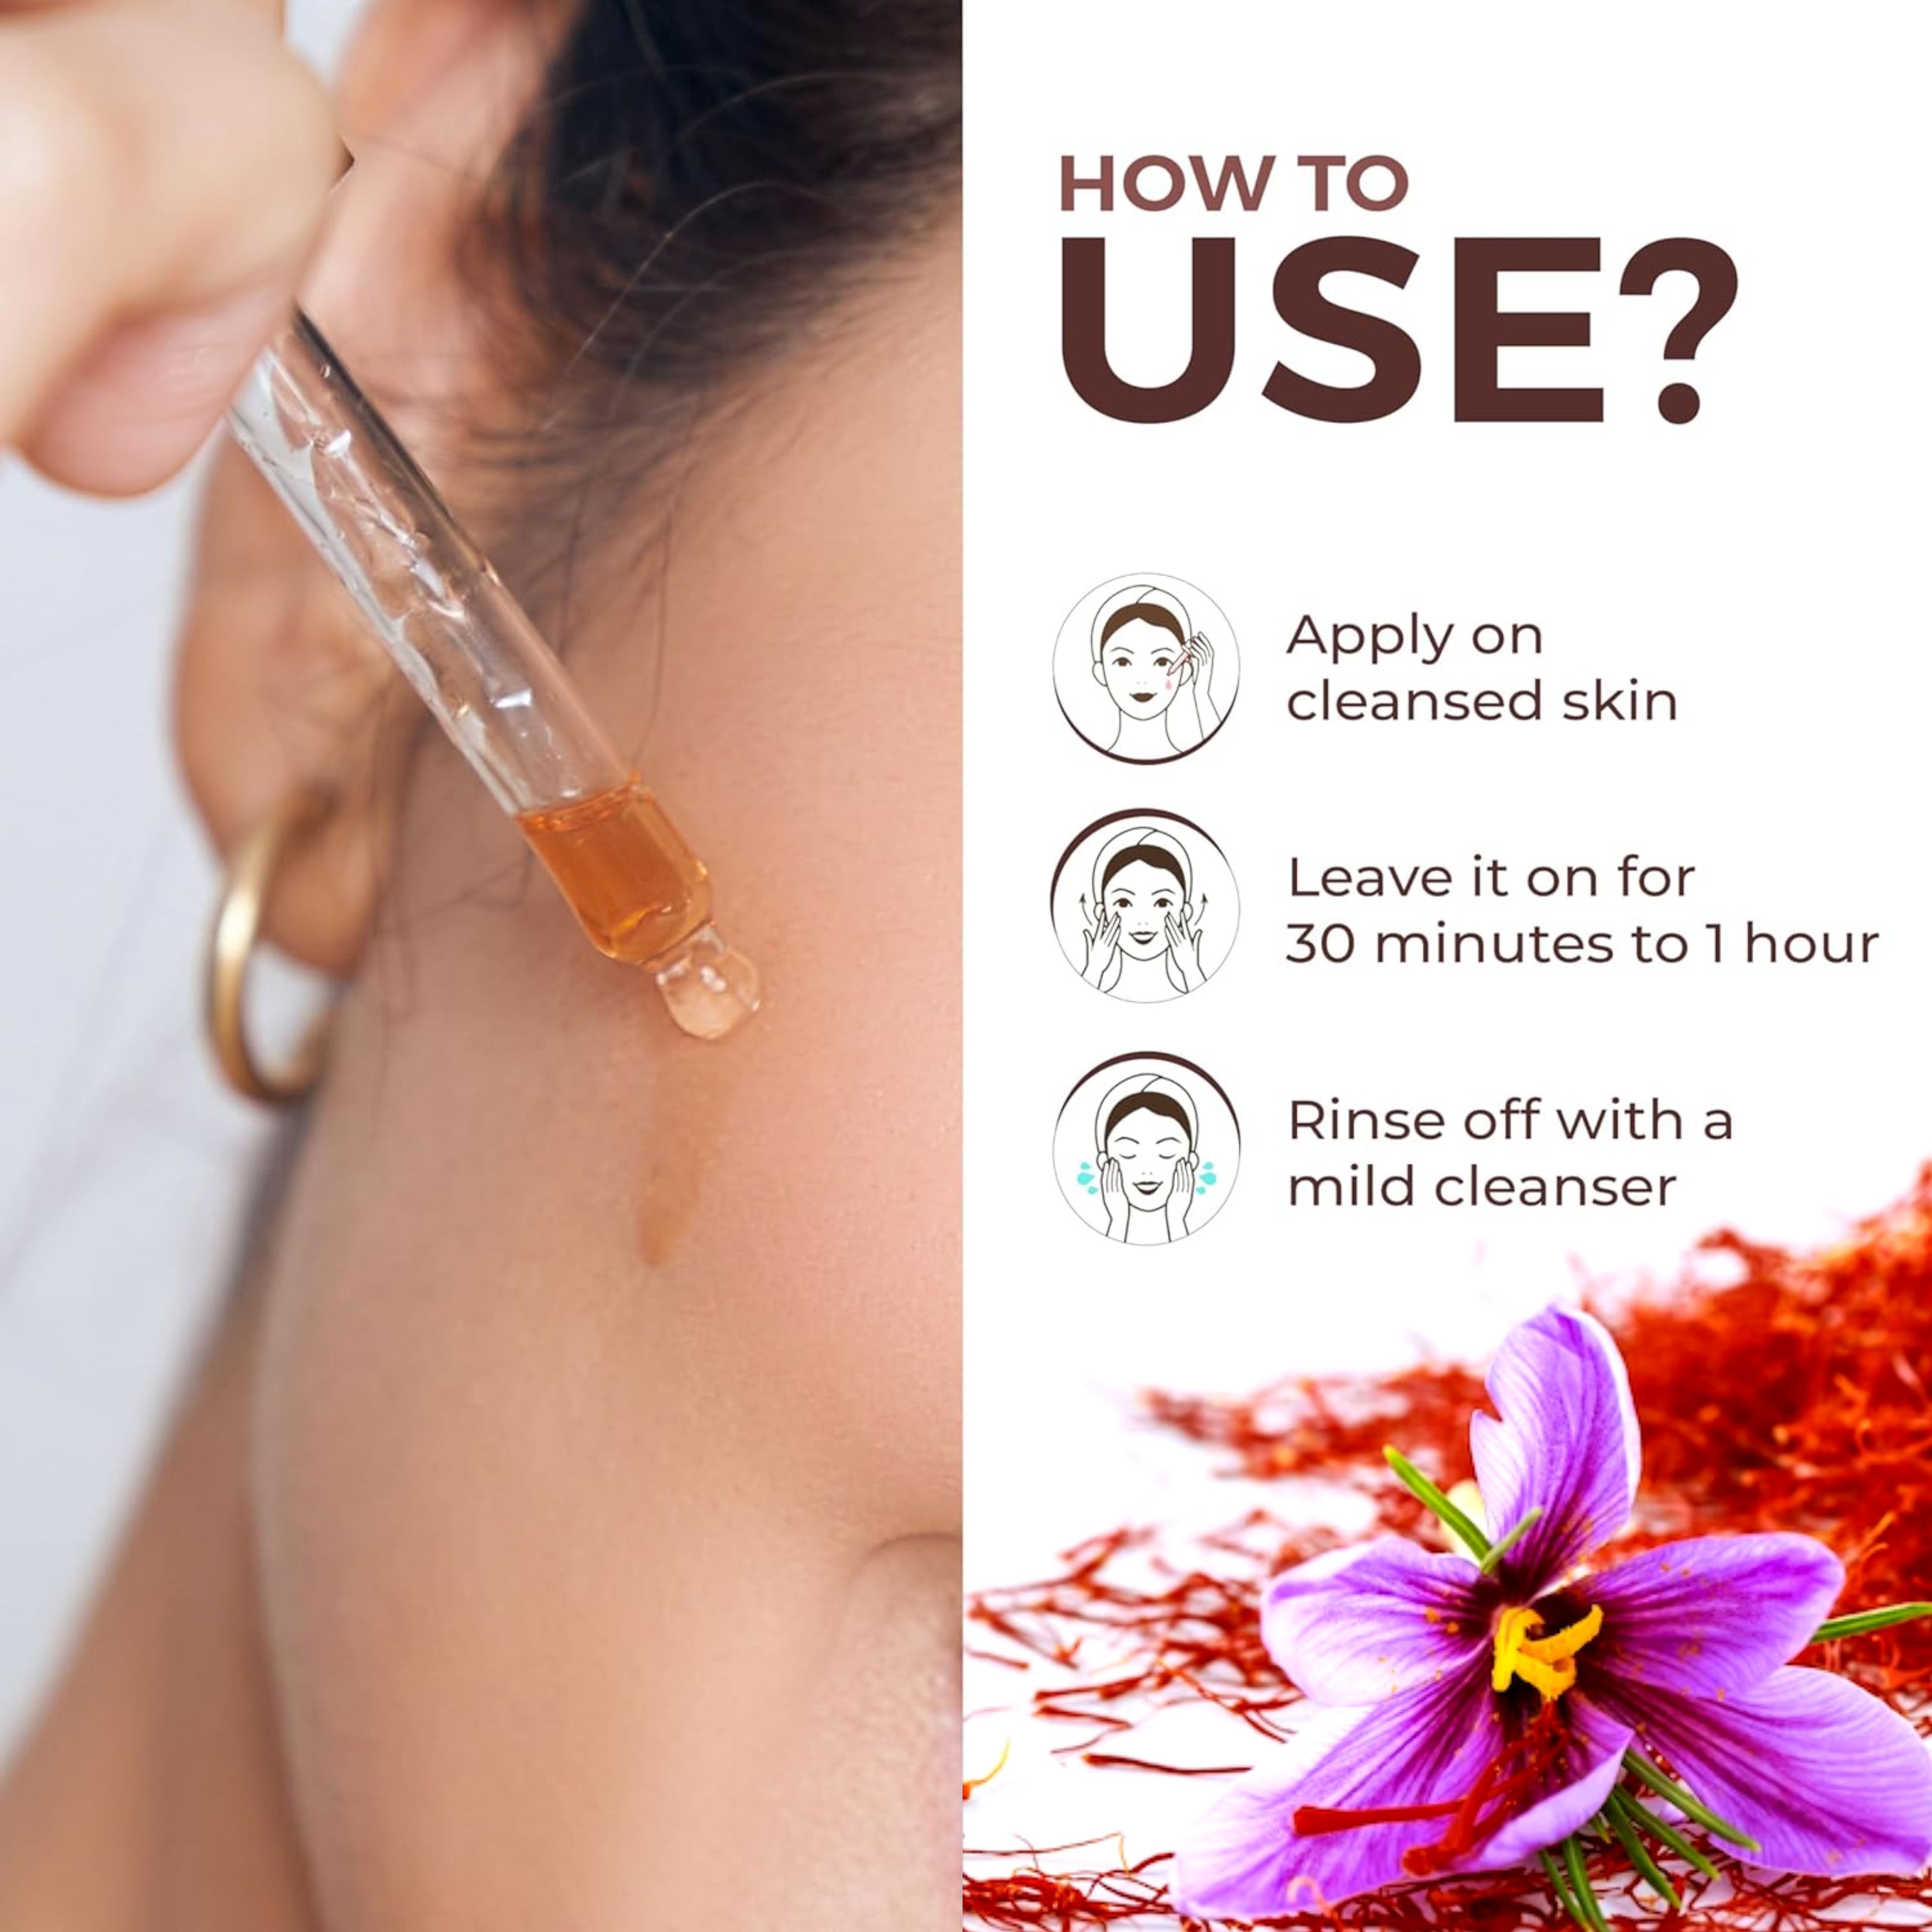 HOW TO
USE?
Apply on
cleansed skin
Leave it on for
30 minutes to 1 hour
Rinse off with a
mild cleanser